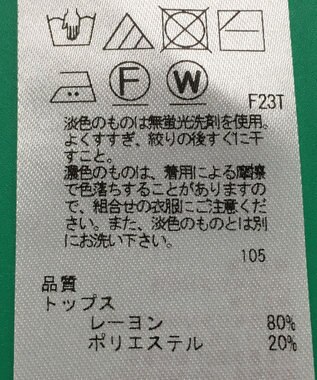 F W
F23T
淡色のものは無蛍光洗剤を使用。
よくすすぎ、絞りの後すぐに干
すこと。
濃色のものは、着用による摩擦
で色落ちすることがありますの
で、組合せの衣服にご注意くだ
さい。また、淡色のものとは別
にお洗い下さい。
105
品質
トップス
レーヨン 80%
ポリエステル 20%